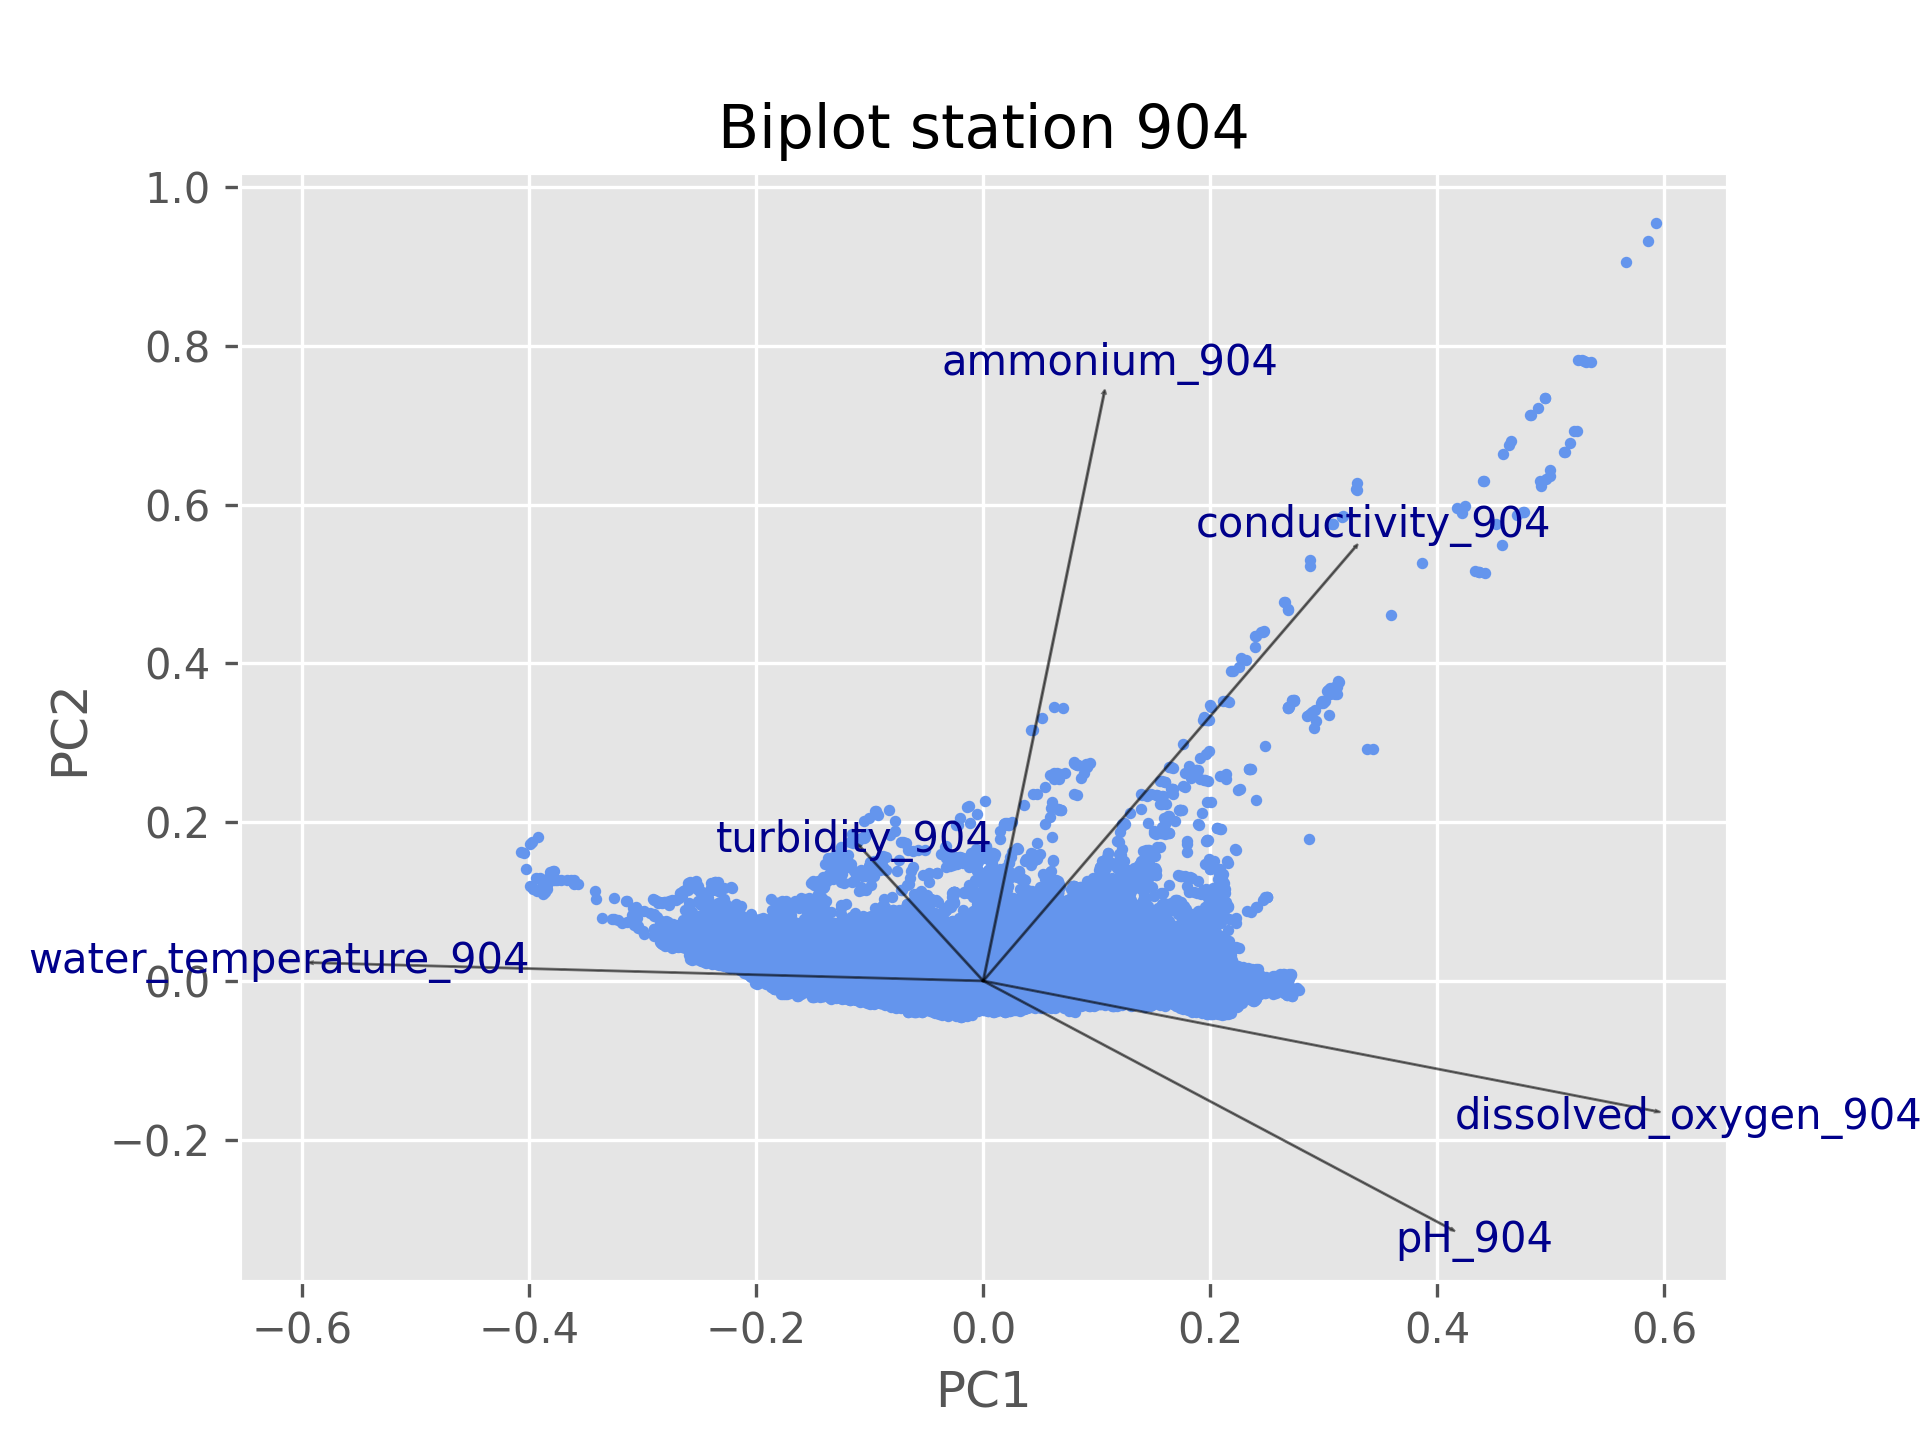 Biplot station 904
1.0
0.8
0.6
0.4
0.2
0.0
−0.2
PC2
ammonium_904
conductivity_904
turbidity_904
water_temperature_904
dissolved_oxygen_904
pH_904
−0.6 −0.4 −0.2 0.0 0.2 0.4 0.6
PC1